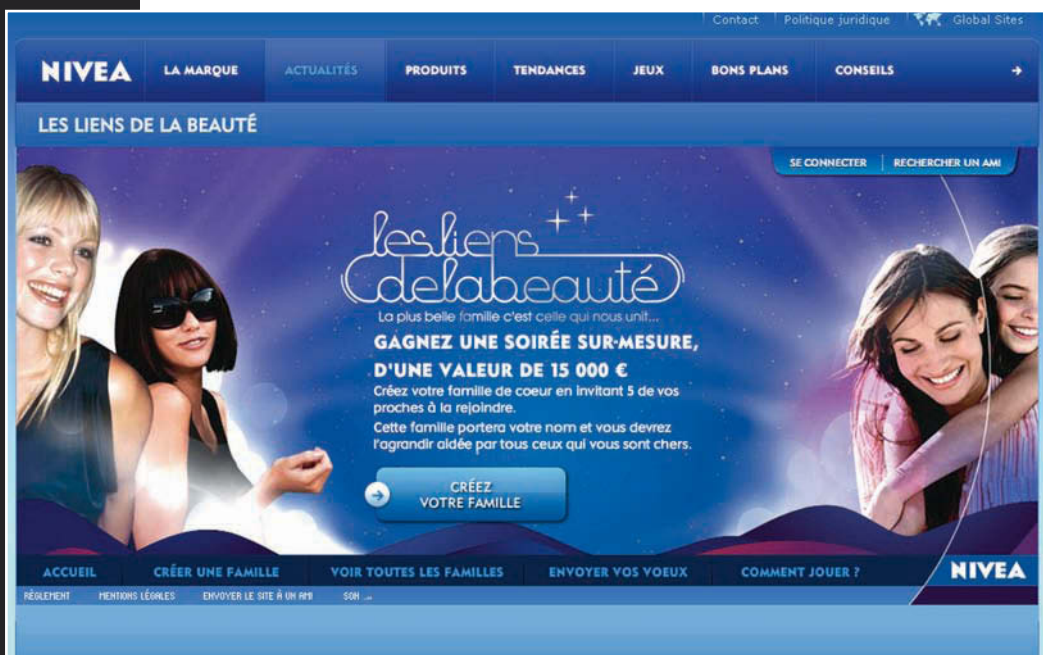 Contact Politique juridique Global Sites
NIVEA LA MARQUE ACTUALITÉS PRODUITS TENDANCES JEUX BONS PLANS CONSEILS
LES LIENS DE LA BEAUTÉ
SE CONNECTER RECHERCHER UN AMI
les liens
delabeauté
La plus belle famille c'est celle qui nous unit...
GAGNEZ UNE SOIRÉE SUR-MESURE,
D'UNE VALEUR DE 15 000 €
Créez votre famille de coeur en invitant 5 de vos
proches à la rejoindre.
Cette famille portera votre nom et vous devrez
l'agrandir aidée par tous ceux qui vous sont chers.
CRÉEZ
VOTRE FAMILLE
ACCUEIL CRÉER UNE FAMILLE VOIR TOUTES LES FAMILLES ENVOYER VOS VOEUX COMMENT JOUER ? NIVEA
RÈGLEMENT MENTIONS LÉGALES ENVOYER LE SITE À UN AMI SON